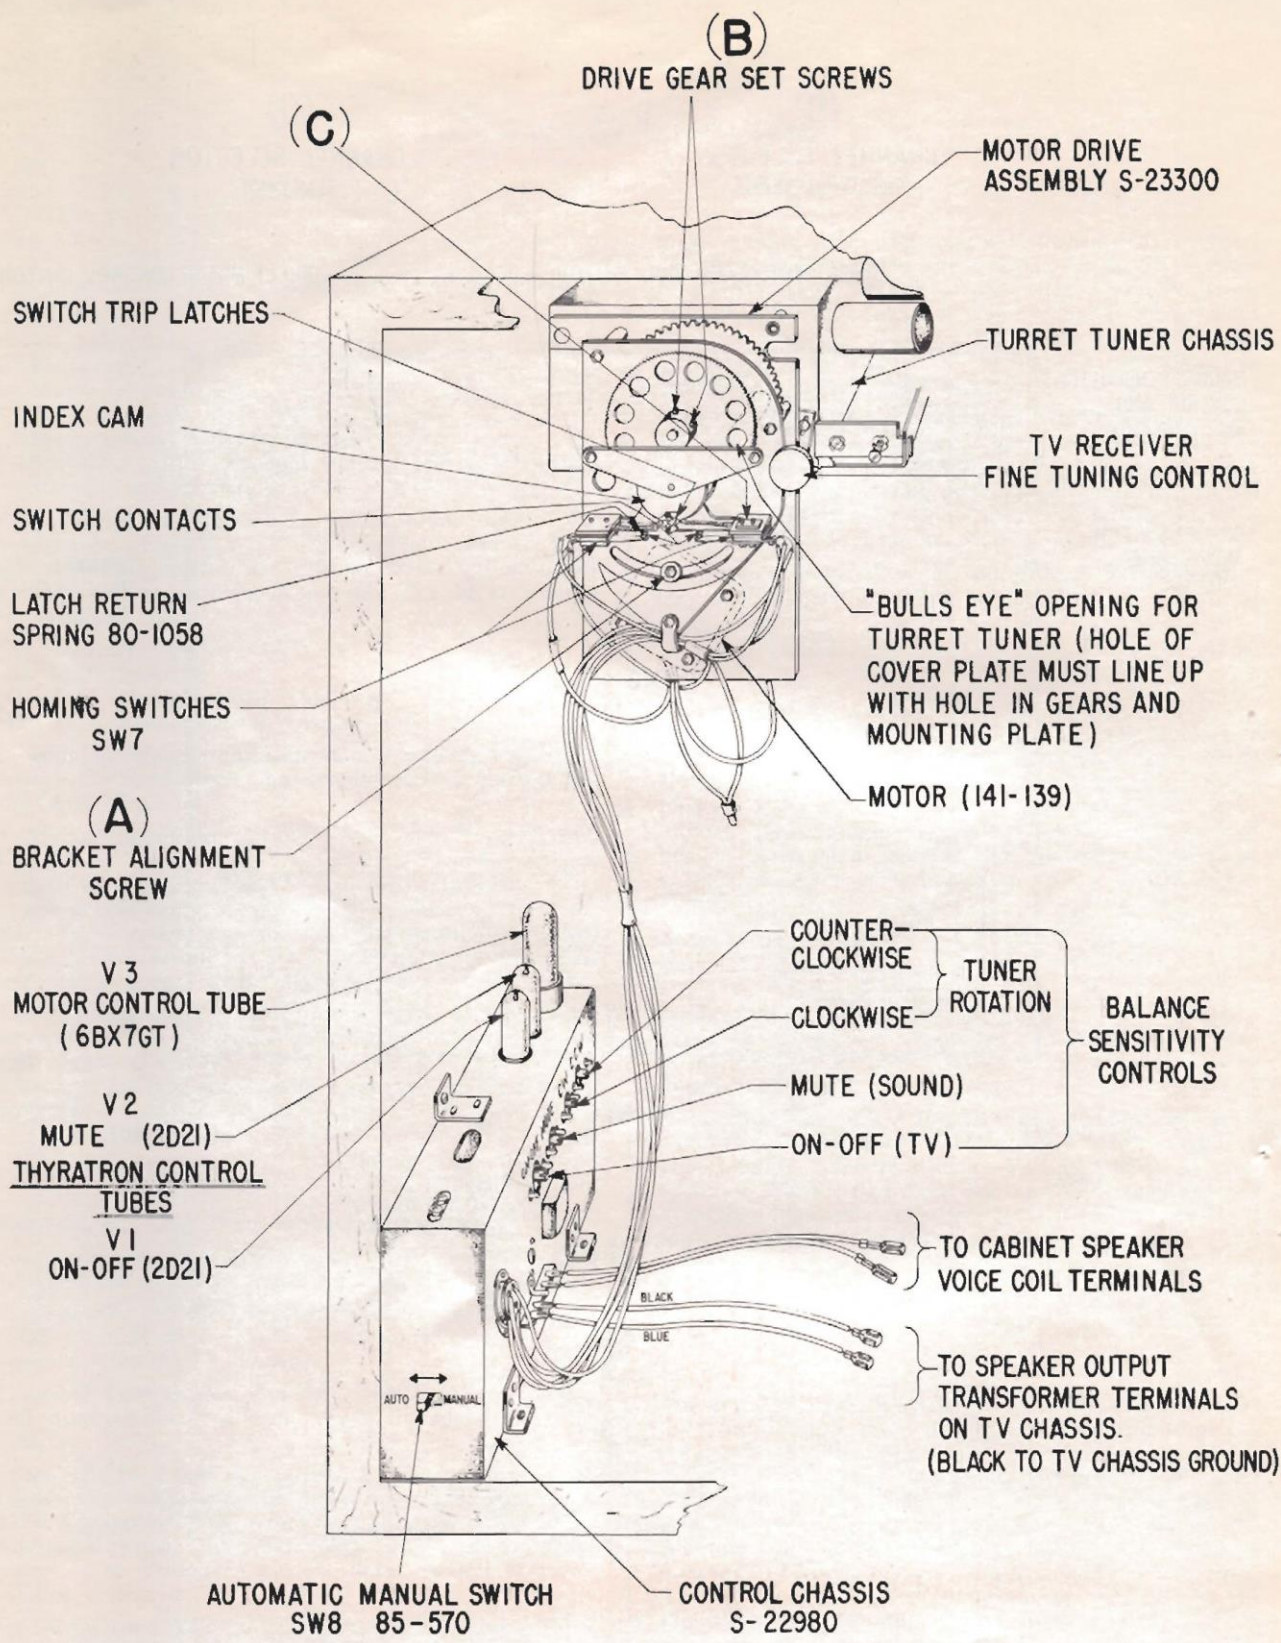 (B)
DRIVE GEAR SET SCREWS
(C)
MOTOR DRIVE
ASSEMBLY S-23300
SWITCH TRIP LATCHES
TURRET TUNER CHASSIS
INDEX CAM
TV RECEIVER
FINE TUNING CONTROL
SWITCH CONTACTS
LATCH RETURN
SPRING 80-1058
"BULLS EYE" OPENING FOR
TURRET TUNER (HOLE OF
COVER PLATE MUST LINE UP
WITH HOLE IN GEARS AND
MOUNTING PLATE)
HOMING SWITCHES
SW7
MOTOR (141-139)
(A)
BRACKET ALIGNMENT
SCREW
COUNTER-
CLOCKWISE
TUNER
ROTATION
CLOCKWISE
BALANCE
SENSITIVITY
CONTROLS
MUTE (SOUND)
ON-OFF (TV)
V3
MOTOR CONTROL TUBE
(6BX7GT)
V2
MUTE (2D21)
THYRATRON CONTROL
TUBES
V1
ON-OFF (2D21)
TO CABINET SPEAKER
VOICE COIL TERMINALS
BLACK
BLUE
TO SPEAKER OUTPUT
TRANSFORMER TERMINALS
ON TV CHASSIS.
(BLACK TO TV CHASSIS GROUND)
AUTO MANUAL
AUTOMATIC MANUAL SWITCH
SW8 85-570
CONTROL CHASSIS
S-22980